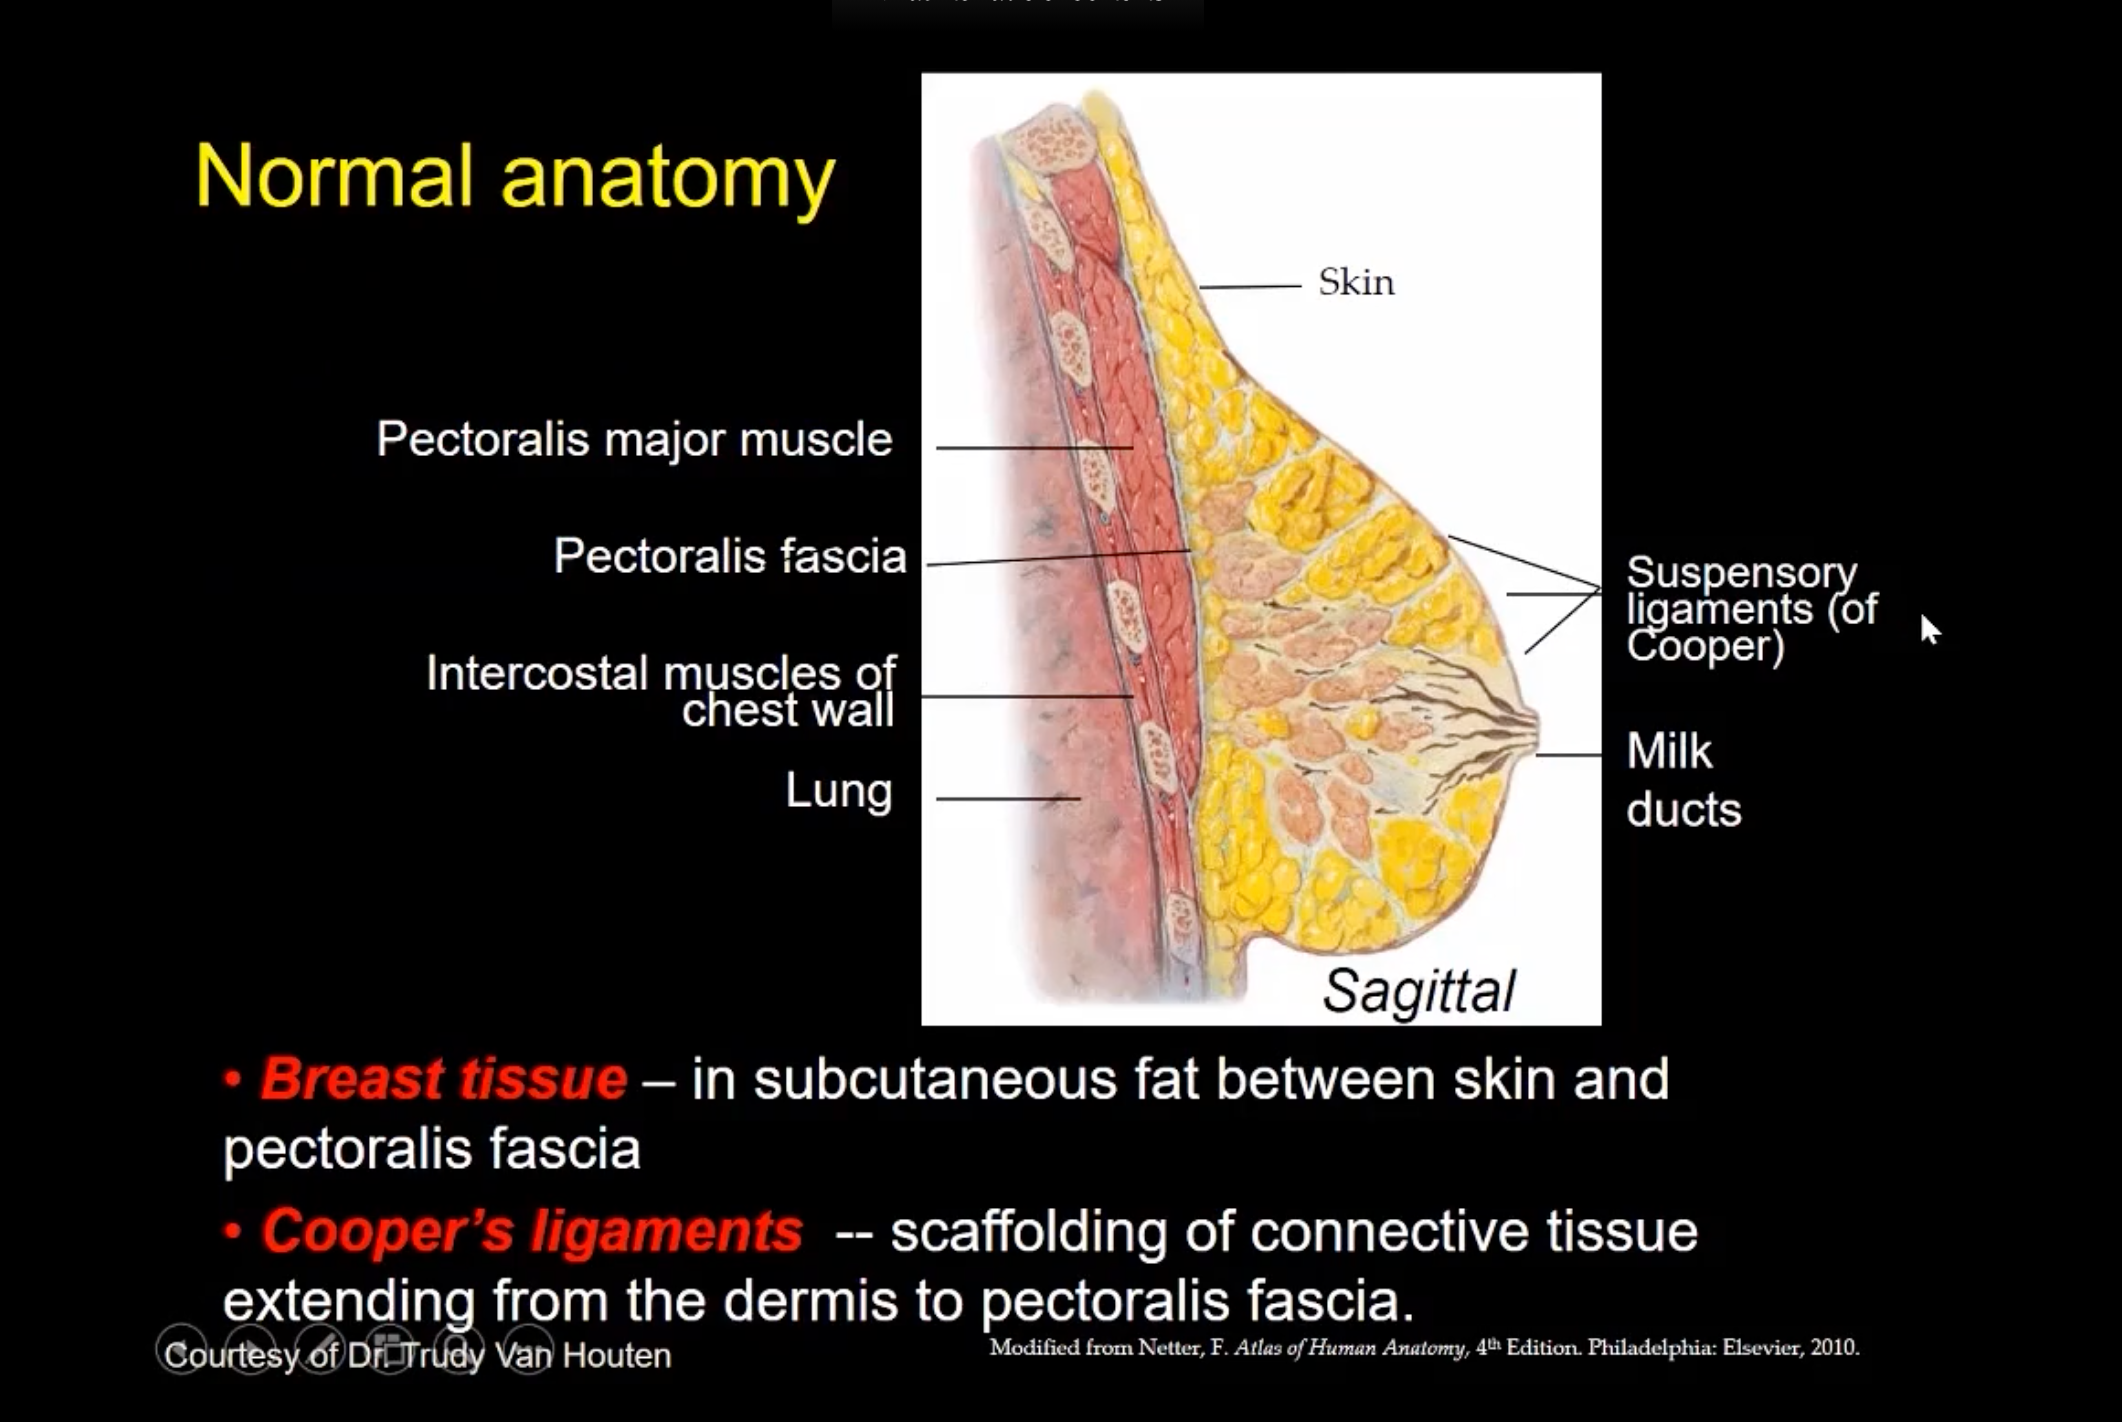 Normal anatomy
Skin
Pectoralis major muscle
Pectoralis fascia
Suspensory
ligaments (of
Cooper)
Intercostal muscles of
chest wall
Milk
ducts
Lung
Sagittal
• Breast tissue – in subcutaneous fat between skin and
pectoralis fascia
• Cooper’s ligaments -- scaffolding of connective tissue
extending from the dermis to pectoralis fascia.
Courtesy of Dr. Trudy Van Houten
Modified from Netter, F. Atlas of Human Anatomy, 4th Edition. Philadelphia: Elsevier, 2010.